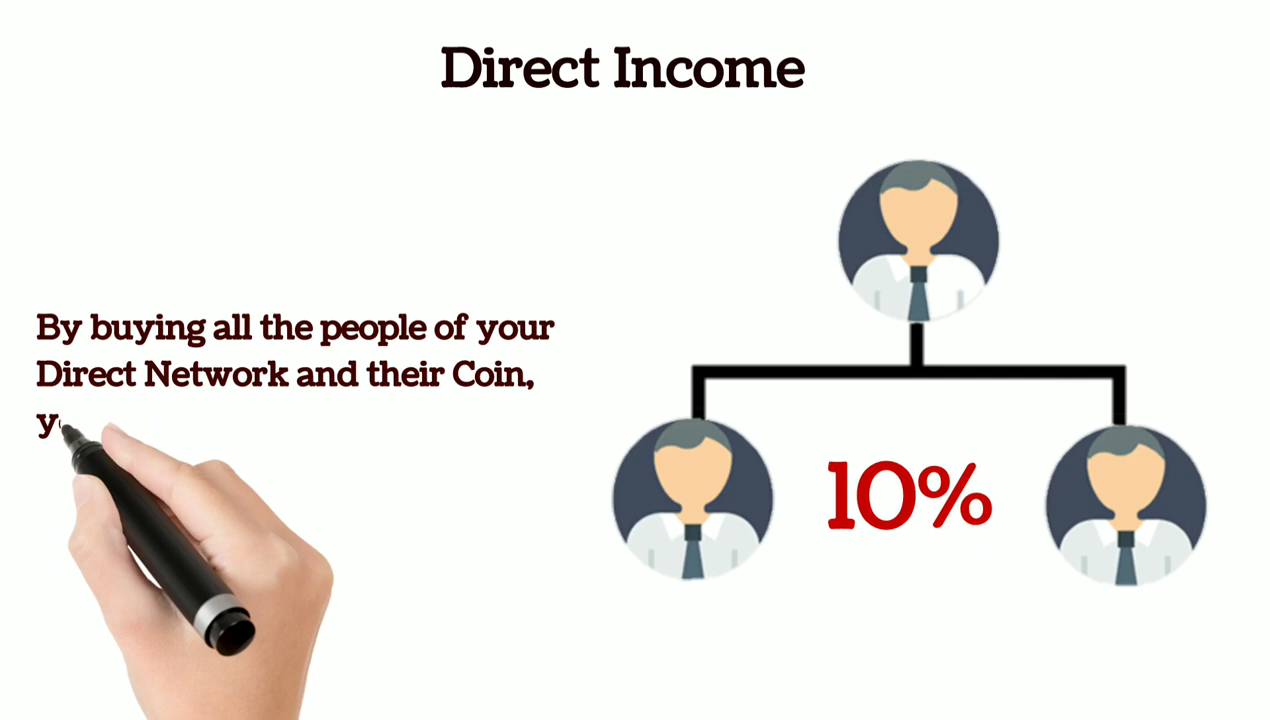 Direct Income
By buying all the people of your
Direct Network and their Coin,
10%